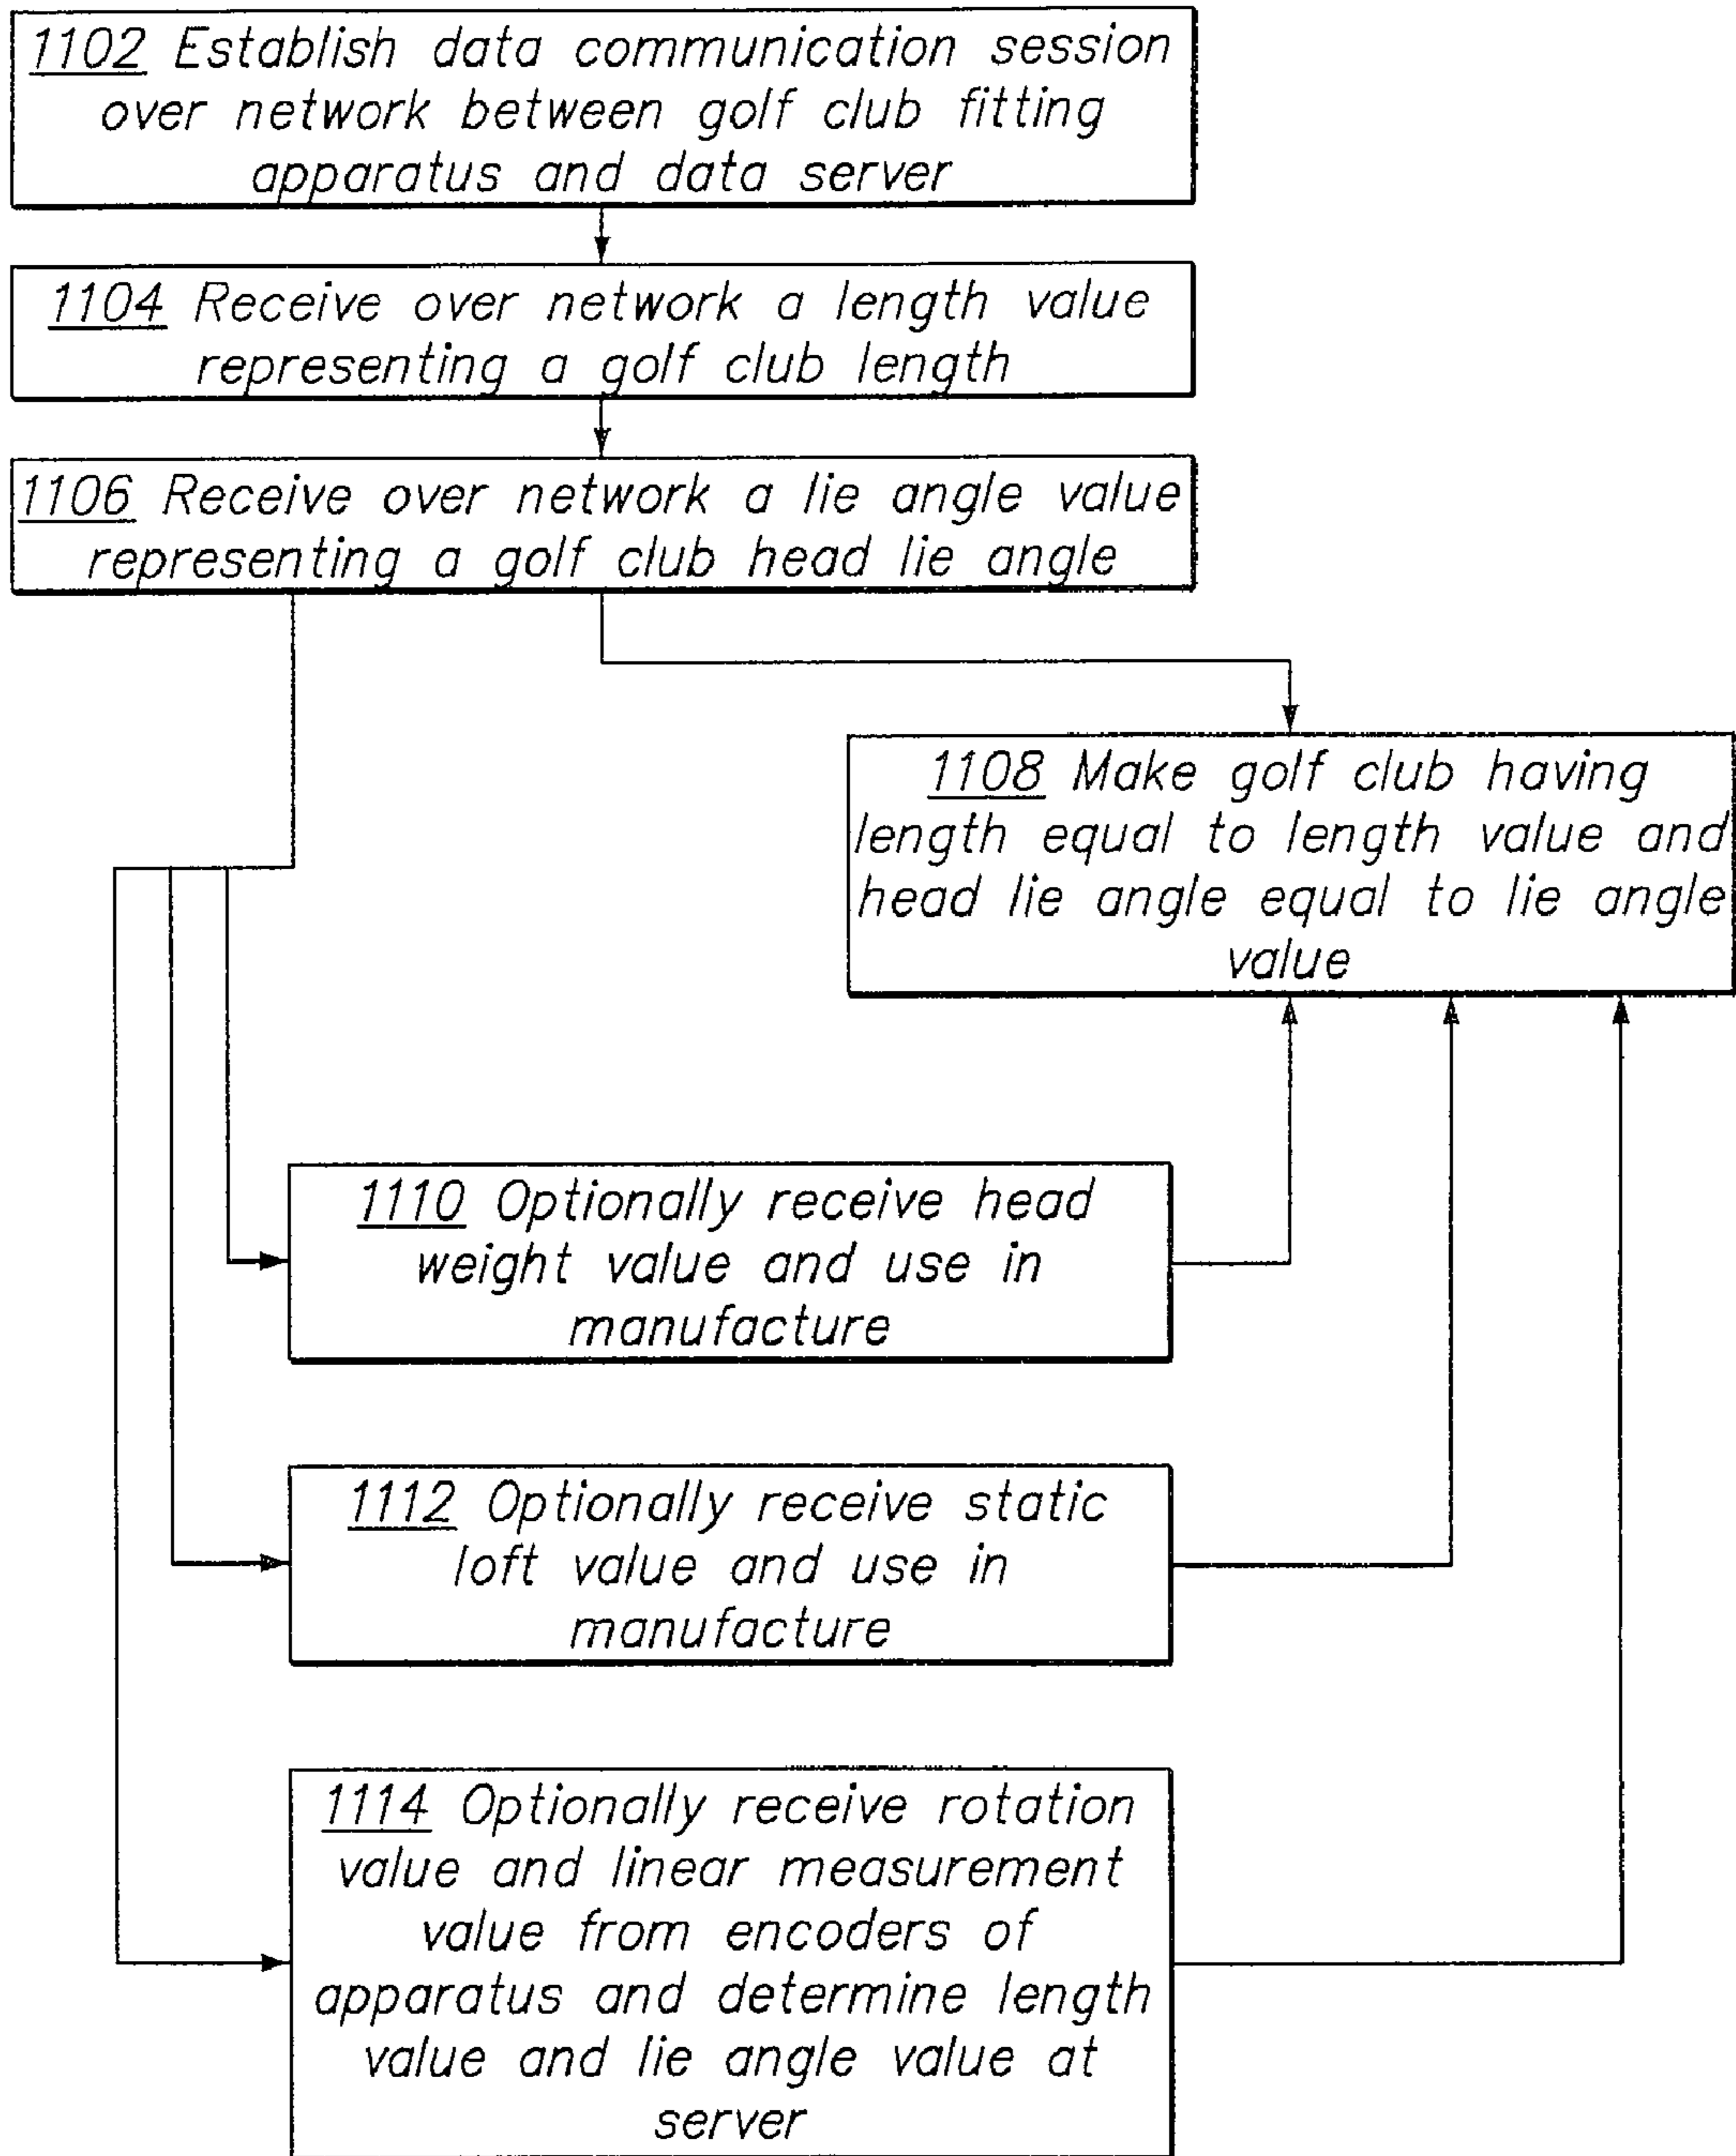 1102 Establish data communication session
over network between golf club fitting
apparatus and data server
1104 Receive over network a length value
representing a golf club length
1106 Receive over network a lie angle value
representing a golf club head lie angle
1108 Make golf club having
length equal to length value and
head lie angle equal to lie angle
value
1110 Optionally receive head
weight value and use in
manufacture
1112 Optionally receive static
loft value and use in
manufacture
1114 Optionally receive rotation
value and linear measurement
value from encoders of
apparatus and determine length
value and lie angle value at
server